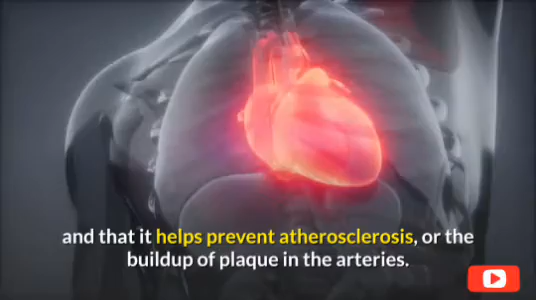 and that it helps prevent atherosclerosis, or the
buildup of plaque in the arteries.